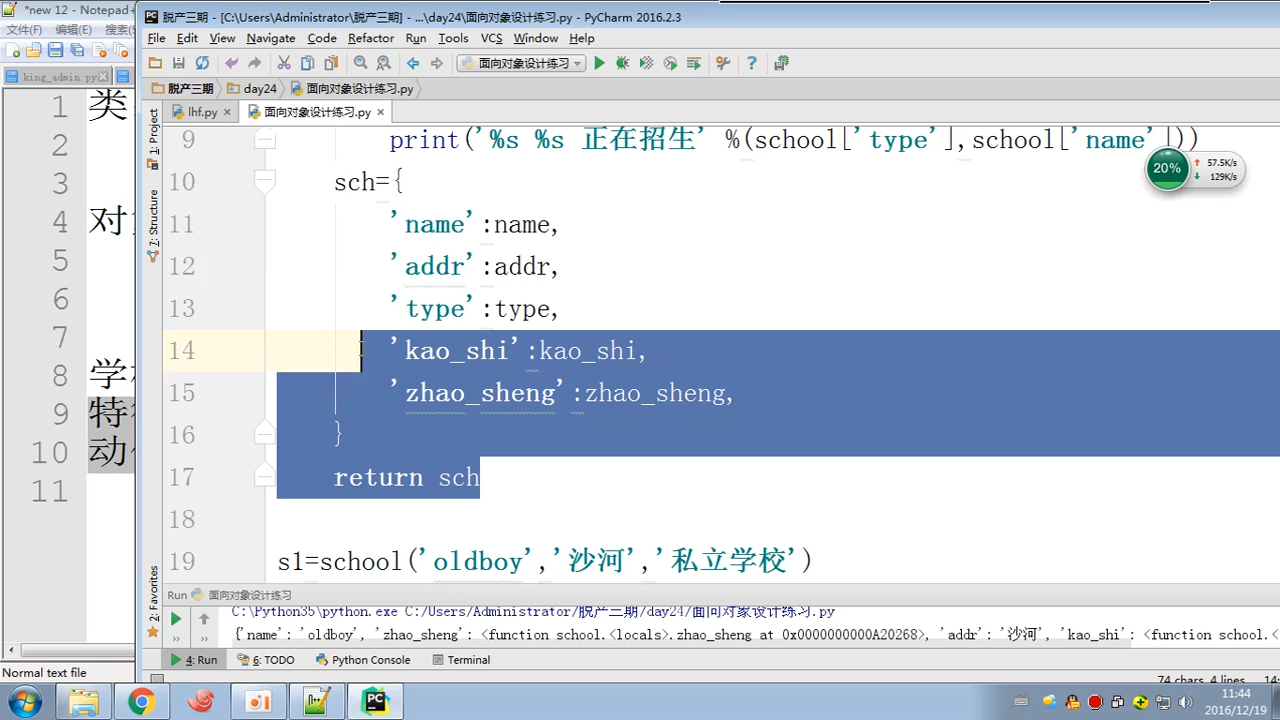 *new 12 - Notepad+
脱产三期 - [C:\Users\Administrator\脱产三期] - ...\day24\面向对象设计练习.py - PyCharm 2016.2.3
文件(F) 编辑(E) 搜索(S
File Edit View Navigate Code Refactor Run Tools VCS Window Help
面向对象设计练习
king_admin.py
脱产三期 day24 面向对象设计练习.py
lhf.py 面向对象设计练习.py
1 类
2
3
4
5
6
7
8 学
9
10 动
11
1: Project
7: Structure
2: Favorites
9 print('%s %s 正在招生' %(school['type'],school['name']))
10 sch={
11 'name':name,
12 'addr':addr,
13 'type':type,
14 'kao_shi':kao_shi,
15 'zhao_sheng':zhao_sheng,
16 }
17 return sch
18
19 s1=school('oldboy','沙河','私立学校')
20%
57.5K/s
129K/s
Run 面向对象设计练习
C:\Python35\python.exe C:/Users/Administrator/脱产三期/day24/面向对象设计练习.py
{'name': 'oldboy', 'zhao_sheng': <function school.<locals>.zhao_sheng at 0x0000000000A20268>, 'addr': '沙河', 'kao_shi': <function school.<
4: Run 6: TODO Python Console Terminal
Normal text file
74 chars, 4 lines 14:
11:44
2016/12/19